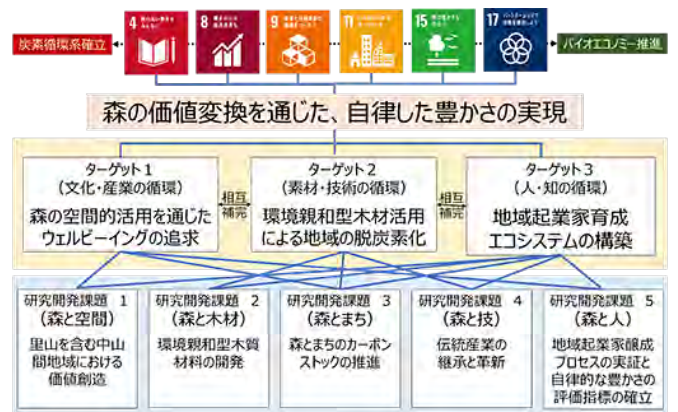 4
8
9
11
15
17
炭素循環系確立
バイオエコノミー推進
森の価値変換を通じた、自律した豊かさの実現
ターゲット1
(文化・産業の循環)
森の空間的活用を通じた
ウェルビーイングの追求
相互
補完
ターゲット2
(素材・技術の循環)
環境親和型木材活用
による地域の脱炭素化
相互
補完
ターゲット3
(人・知の循環)
地域起業家育成
エコシステムの構築
研究開発課題 1
(森と空間)
里山を含む中山
間地域における
価値創造
研究開発課題 2
(森と木材)
環境親和型木質
材料の開発
研究開発課題 3
(森とまち)
森とまちのカーボン
ストックの推進
研究開発課題 4
(森と技)
伝統産業の
継承と革新
研究開発課題 5
(森と人)
地域起業家醸成
プロセスの実証と
自律的な豊かさの
評価指標の確立